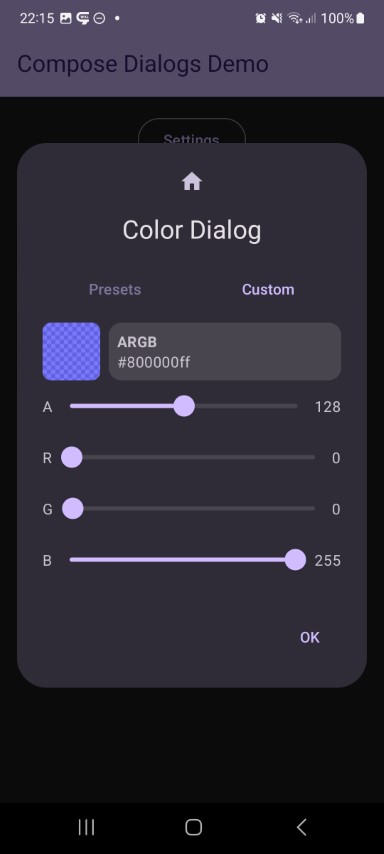 22:15
100%
Compose Dialogs Demo
Settings
Color Dialog
Presets Custom
ARGB
#800000ff
A 128
R 0
G 0
B 255
OK